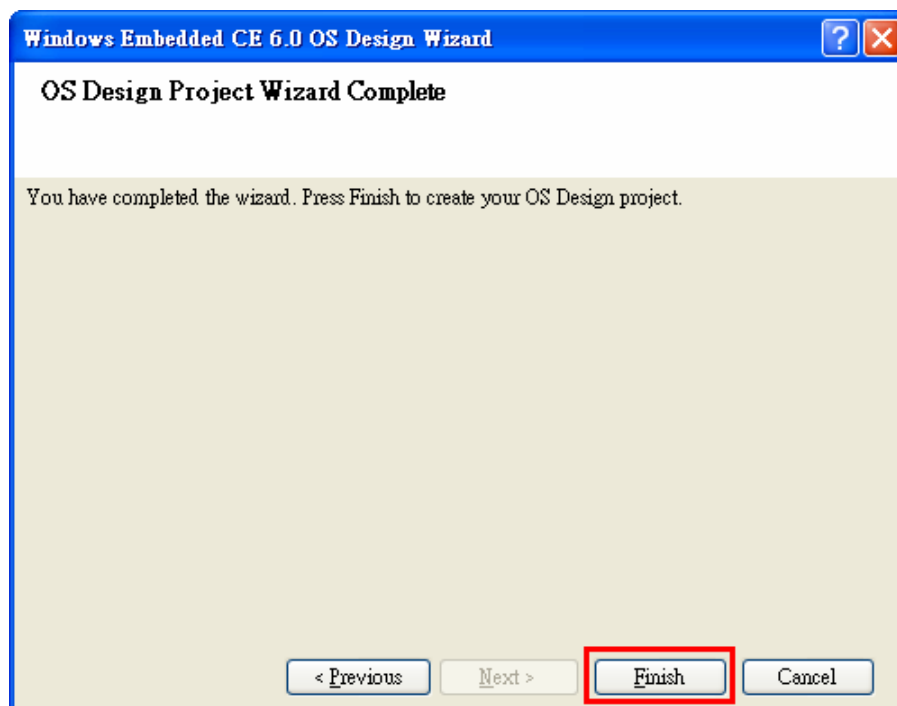 Windows Embedded CE 6.0 OS Design Wizard
OS Design Project Wizard Complete
You have completed the wizard. Press Finish to create your OS Design project.
< Previous Next > Finish Cancel